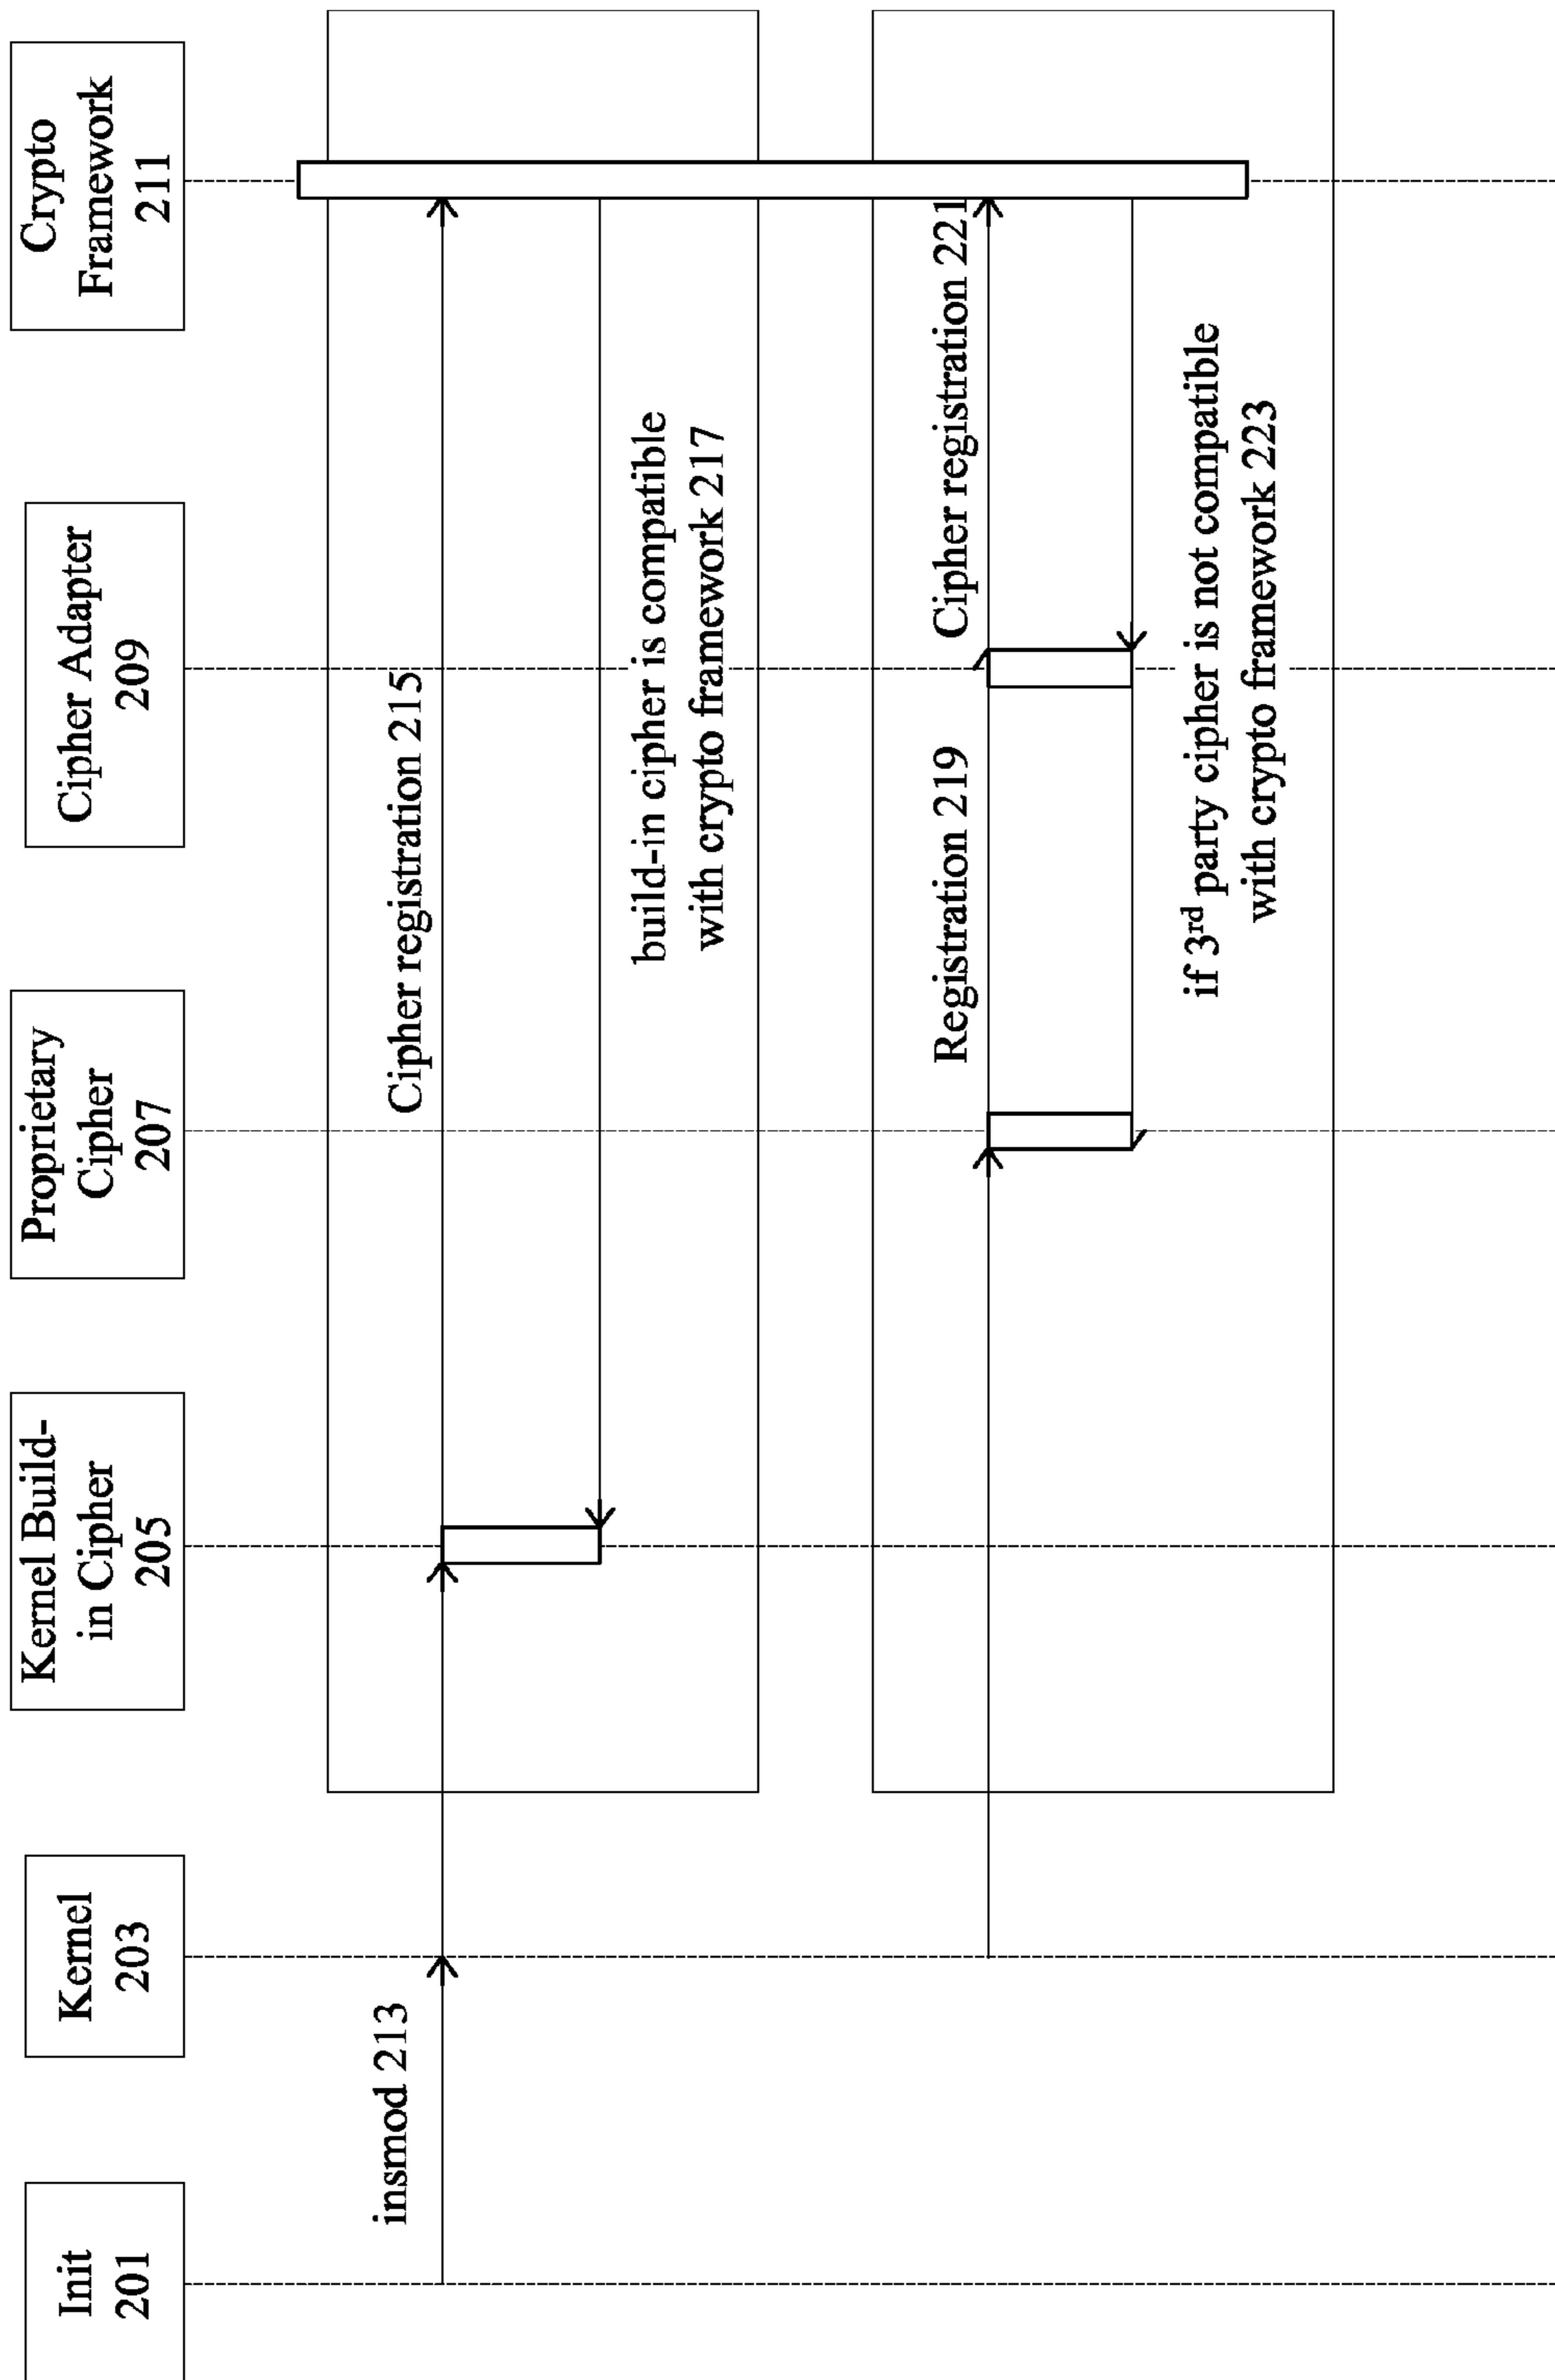 Init
201
Kernel
203
Kernel Build-
in Cipher
205
Proprietary
Cipher
207
Cipher Adapter
209
Crypto
Framework
211
insmod 213
Cipher registration 215
build-in cipher is compatible
with crypto framework 217
Registration 219
Cipher registration 221
if 3rd party cipher is not compatible
with crypto framework 223